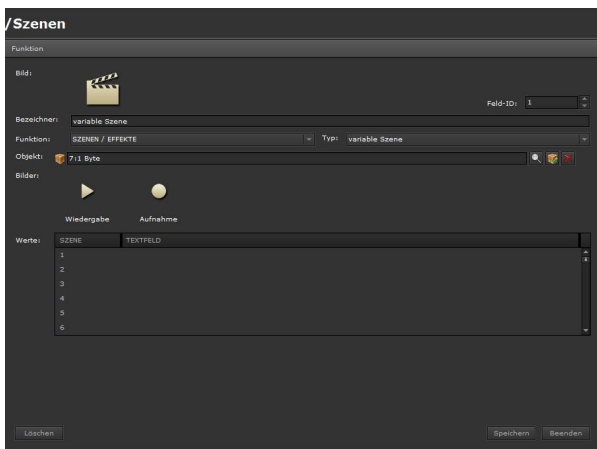 /Szenen
Funktion
Bild:
Feld-ID: 1
Bezeichner: variable Szene
Funktion: SZENEN / EFFEKTE Typ: variable Szene
Objekt: 7:1 Byte
Bilder:
Wiedergabe Aufnahme
Werte: SZENE TEXTFELD
1
2
3
4
5
6
Löschen Speichern Beenden